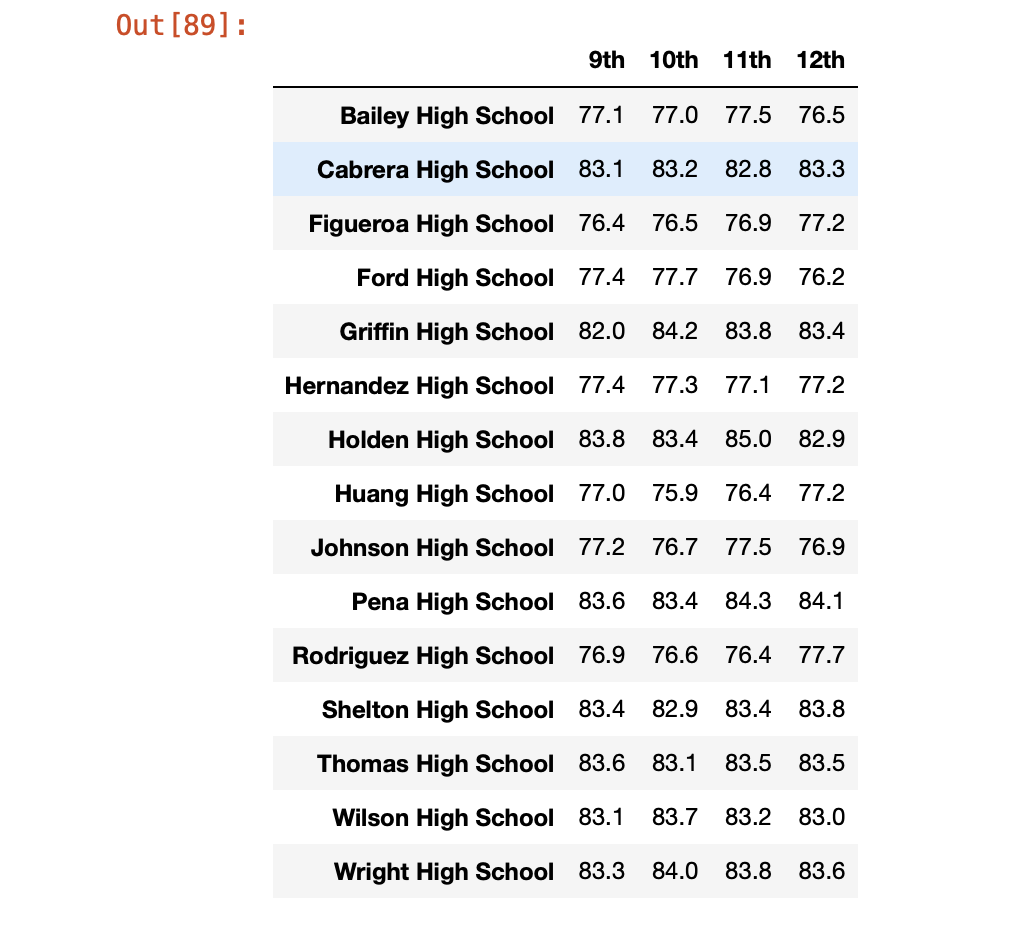 Out[89]:
9th 10th 11th 12th
Bailey High School 77.1 77.0 77.5 76.5
Cabrera High School 83.1 83.2 82.8 83.3
Figueroa High School 76.4 76.5 76.9 77.2
Ford High School 77.4 77.7 76.9 76.2
Griffin High School 82.0 84.2 83.8 83.4
Hernandez High School 77.4 77.3 77.1 77.2
Holden High School 83.8 83.4 85.0 82.9
Huang High School 77.0 75.9 76.4 77.2
Johnson High School 77.2 76.7 77.5 76.9
Pena High School 83.6 83.4 84.3 84.1
Rodriguez High School 76.9 76.6 76.4 77.7
Shelton High School 83.4 82.9 83.4 83.8
Thomas High School 83.6 83.1 83.5 83.5
Wilson High School 83.1 83.7 83.2 83.0
Wright High School 83.3 84.0 83.8 83.6